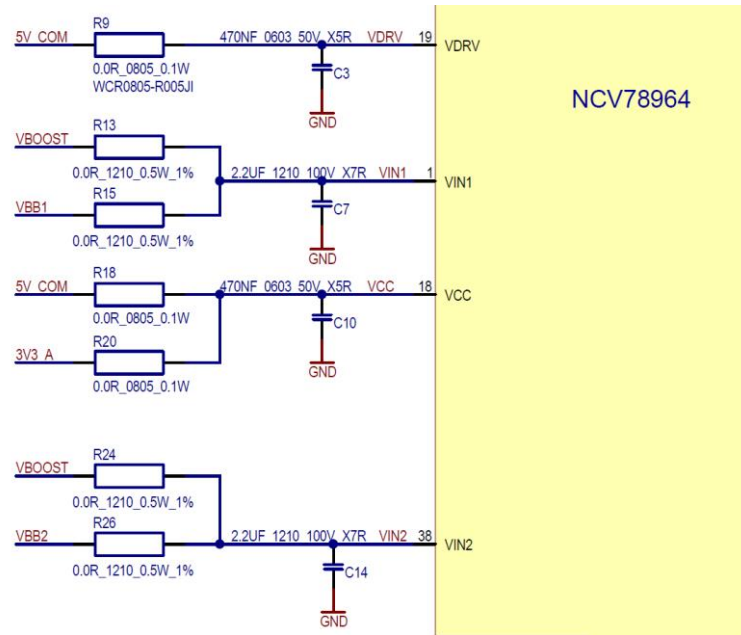 R9
5V_COM
470NF_0603_50V_X5R VDRV 19 VDRV
0.0R_0805_0.1W
WCR0805-R005JI
C3
GND
NCV78964
R13
VBOOST
0.0R_1210_0.5W_1%
2.2UF_1210_100V_X7R VIN1 1 VIN1
R15
VBB1
C7
0.0R_1210_0.5W_1%
GND
R18
5V_COM
470NF_0603_50V_X5R VCC 18 VCC
0.0R_0805_0.1W
C10
R20
3V3_A
GND
0.0R_0805_0.1W
R24
VBOOST
0.0R_1210_0.5W_1%
R26
VBB2
2.2UF_1210_100V_X7R VIN2 38 VIN2
0.0R_1210_0.5W_1%
C14
GND